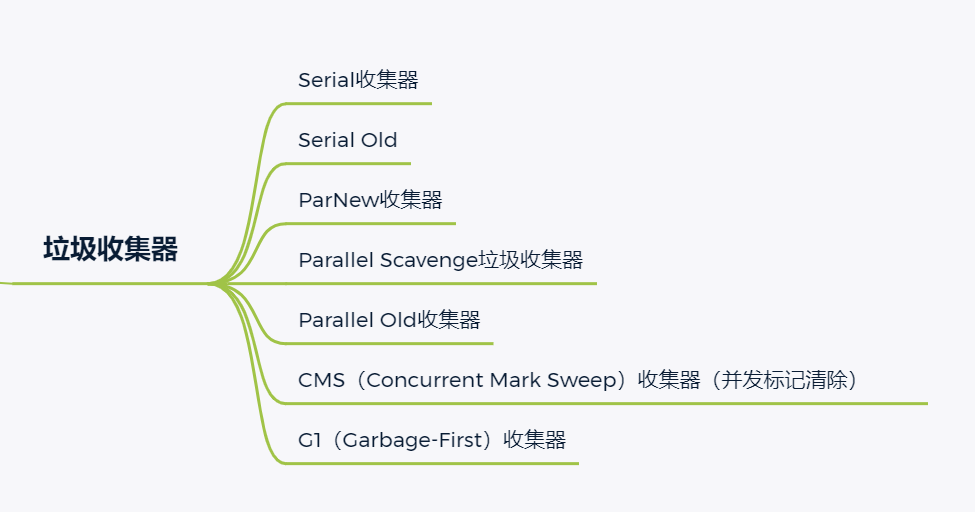 Serial收集器
Serial Old
ParNew收集器
垃圾收集器
Parallel Scavenge垃圾收集器
Parallel Old收集器
CMS（Concurrent Mark Sweep）收集器（并发标记清除）
G1（Garbage-First）收集器